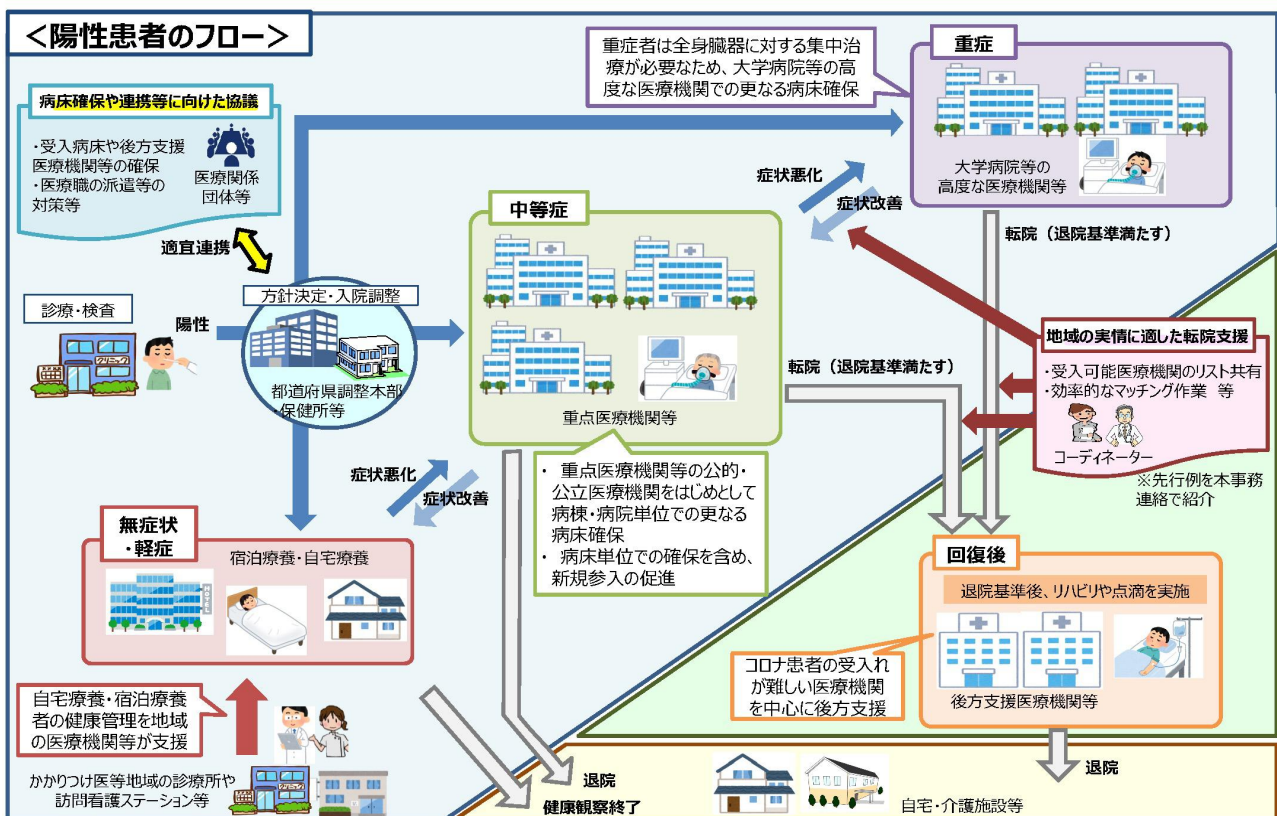 ＜陽性患者のフロー＞
病床確保や連携等に向けた協議
・受入病床や後方支援
医療機関等の確保
・医療職の派遣等の
対策等
医療関係
団体等
適宜連携
診療・検査
クリニック
陽性
方針決定・入院調整
都道府県調整本部
・保健所等
重症者は全身臓器に対する集中治
療が必要なため、大学病院等の高
度な医療機関での更なる病床確保
重症
大学病院等の
高度な医療機関等
症状悪化
症状改善
転院（退院基準満たす）
中等症
重点医療機関等
転院（退院基準満たす）
・ 重点医療機関等の公的・
公立医療機関をはじめとして
病棟・病院単位での更なる
病床確保
・ 病床単位での確保を含め、
新規参入の促進
地域の実情に適した転院支援
・受入可能医療機関のリスト共有
・効率的なマッチング作業 等
コーディネーター
※先行例を本事務
連絡で紹介
症状悪化
症状改善
無症状
・軽症
宿泊療養・自宅療養
HOTEL
自宅療養・宿泊療養
者の健康管理を地域
の医療機関等が支援
かかりつけ医等地域の診療所や
訪問看護ステーション等
クリニック
回復後
退院基準後、リハビリや点滴を実施
後方支援医療機関等
コロナ患者の受入れ
が難しい医療機関
を中心に後方支援
退院
健康観察終了
退院
自宅・介護施設等